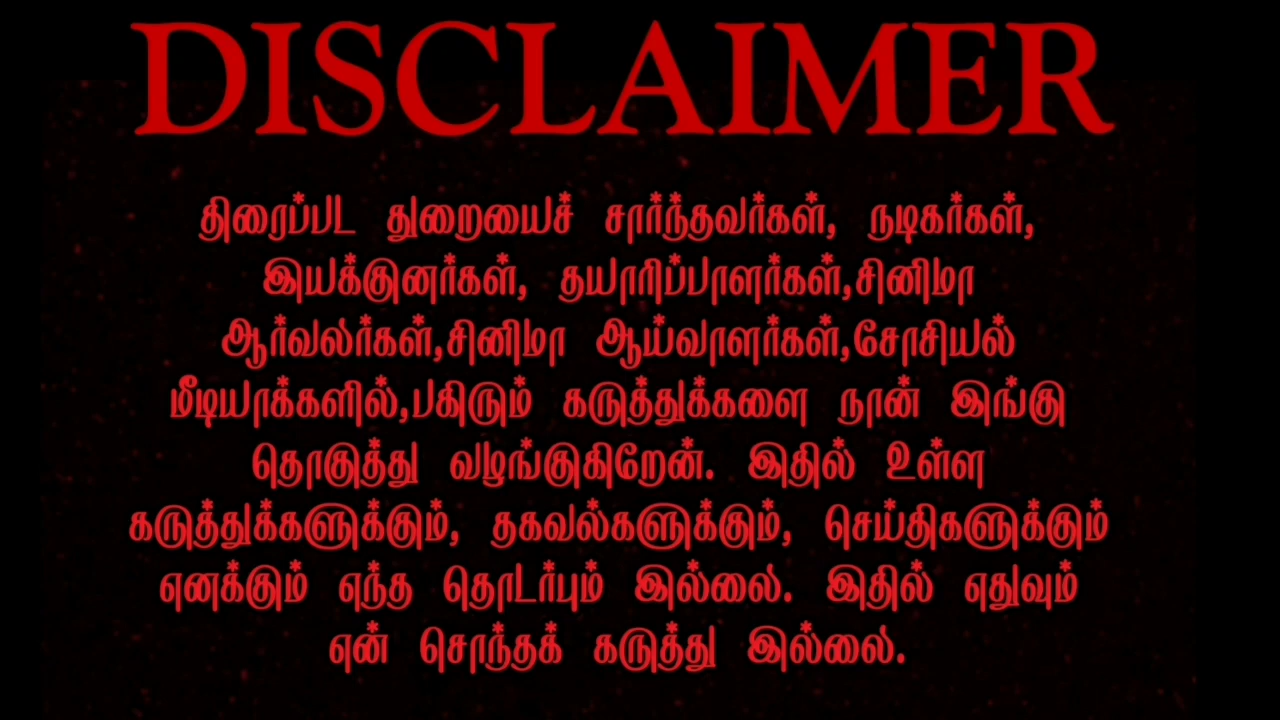 DISCLAIMER
திரைப்பட துறையைச் சார்ந்தவர்கள், நடிகர்கள்,
இயக்குனர்கள், தயாரிப்பாளர்கள்,சினிமா
ஆர்வலர்கள்,சினிமா ஆய்வாளர்கள்,சோசியல்
மீடியாக்களில்,பகிரும் கருத்துக்களை நான் இங்கு
தொகுத்து வழங்குகிறேன். இதில் உள்ள
கருத்துக்களுக்கும், தகவல்களுக்கும், செய்திகளுக்கும்
எனக்கும் எந்த தொடர்பும் இல்லை. இதில் எதுவும்
என் சொந்தக் கருத்து இல்லை.